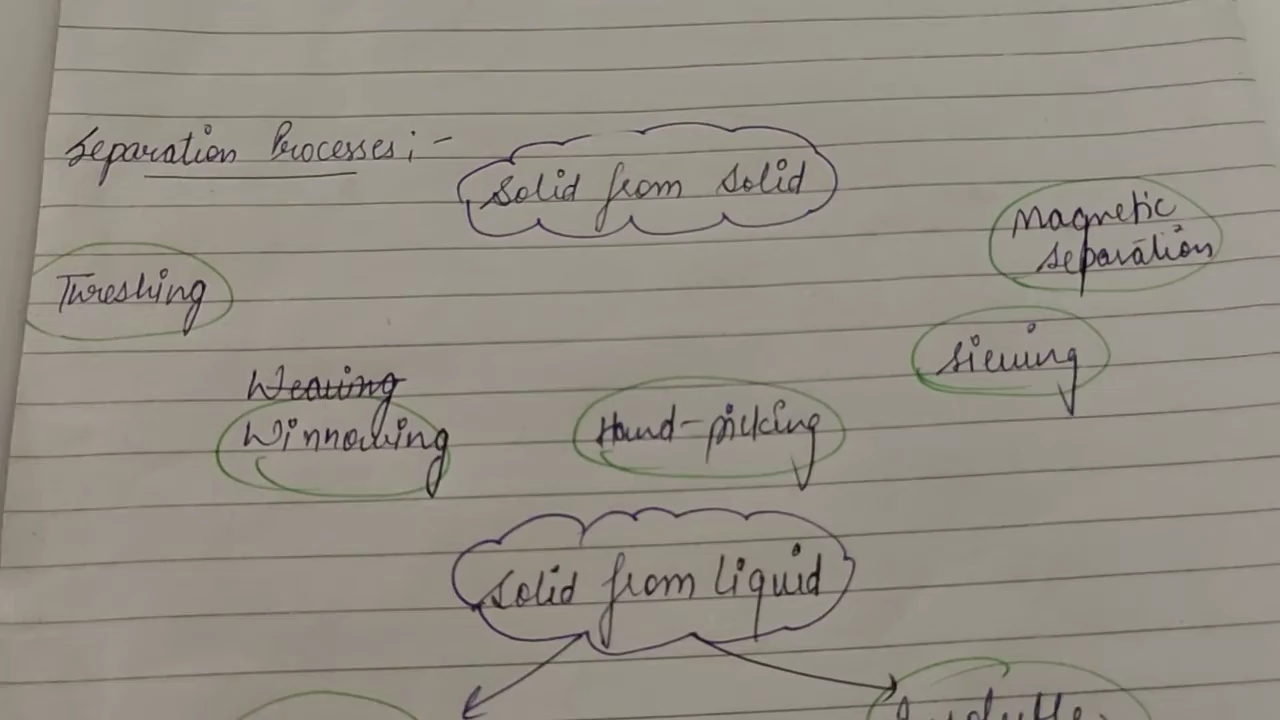 Separation Processes;-
Solid from Solid
Magnetic
separation
Threshing
Sieving
Weaving
Winnowing
Hand-picking
Solid from Liquid